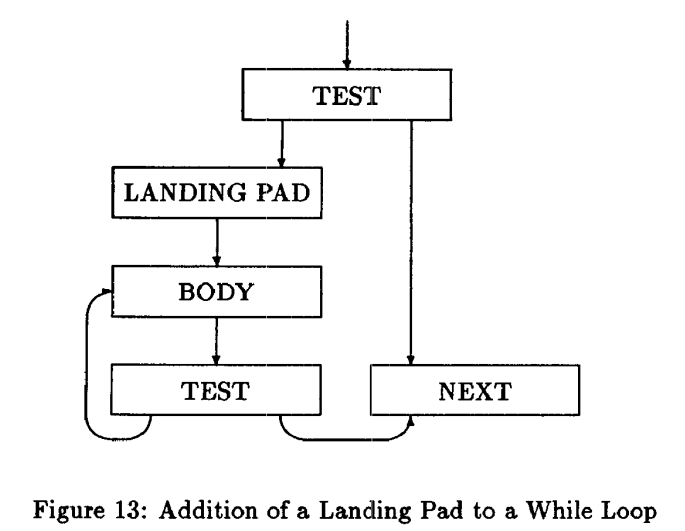 TEST
LANDING PAD
BODY
TEST
NEXT
Figure 13: Addition of a Landing Pad to a While Loop